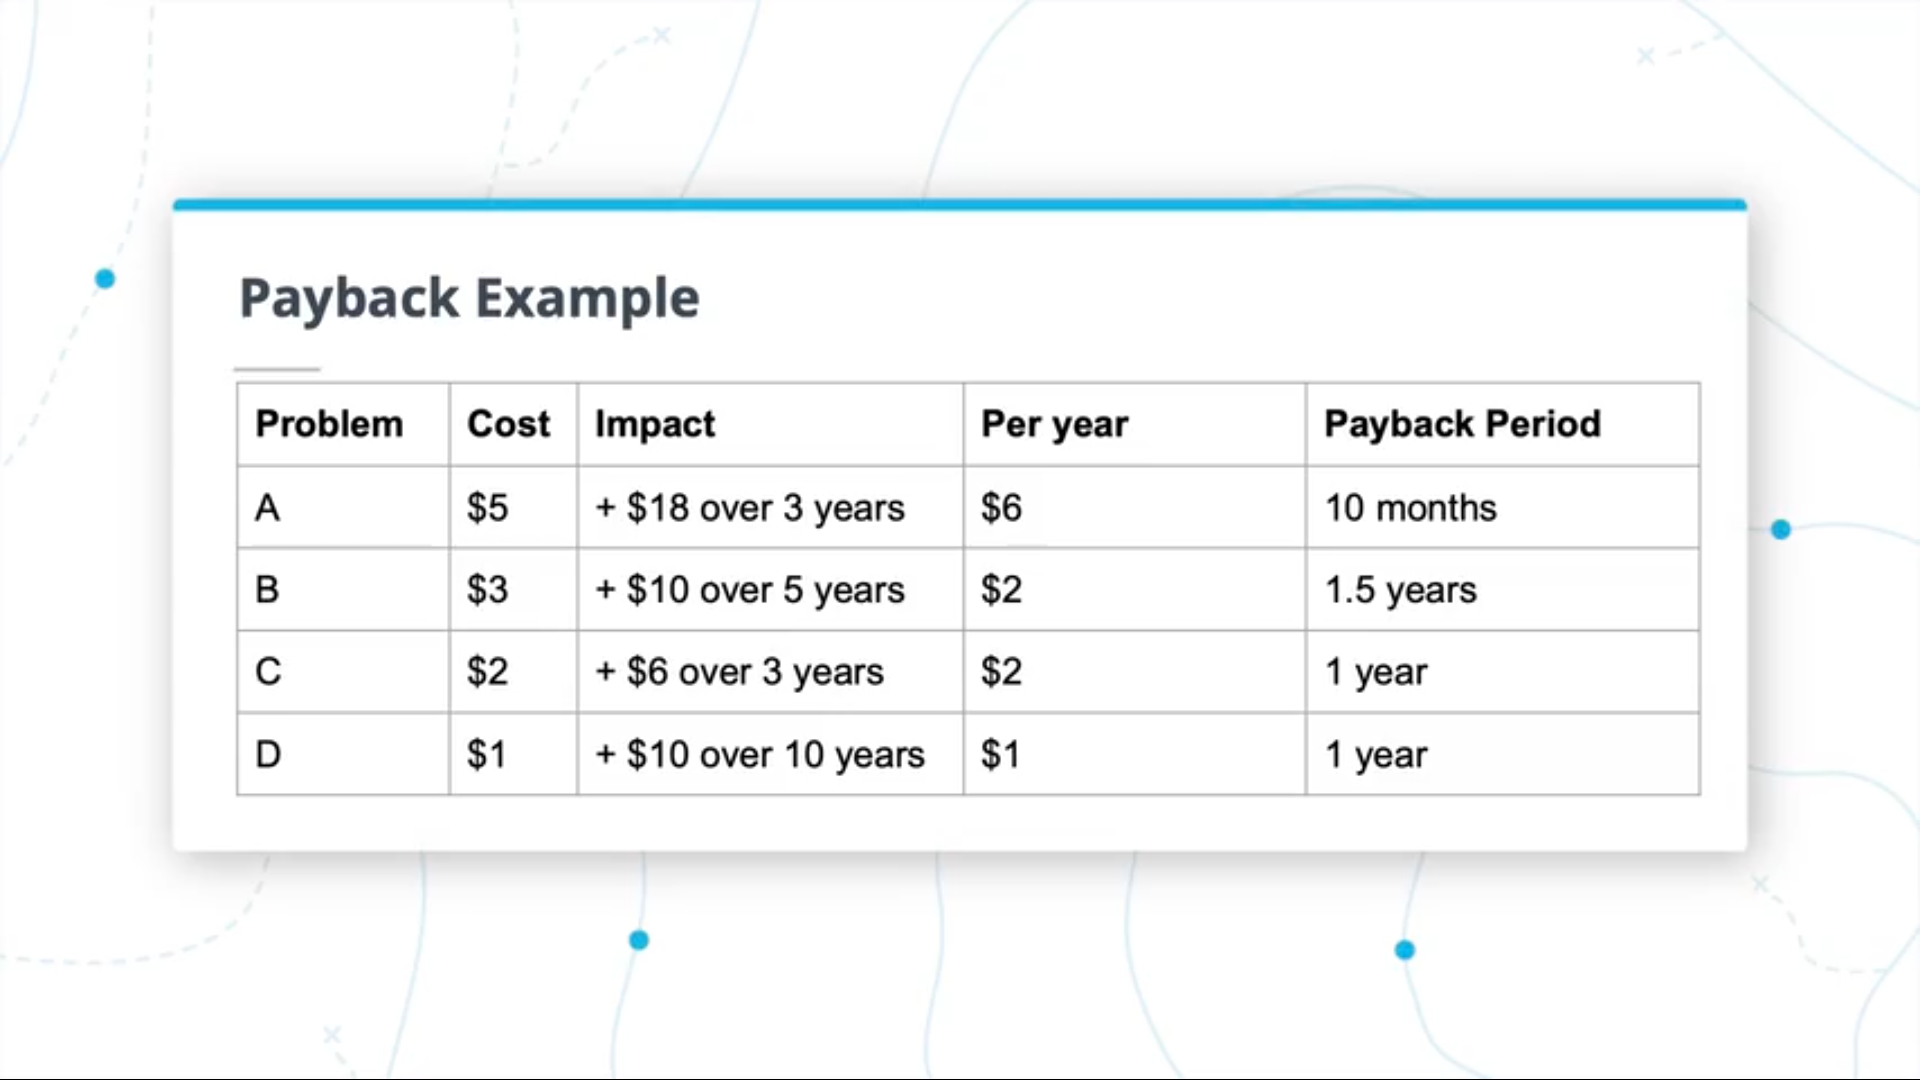 Payback Example
Problem Cost Impact Per year Payback Period
A $5 + $18 over 3 years $6 10 months
B $3 + $10 over 5 years $2 1.5 years
C $2 + $6 over 3 years $2 1 year
D $1 + $10 over 10 years $1 1 year